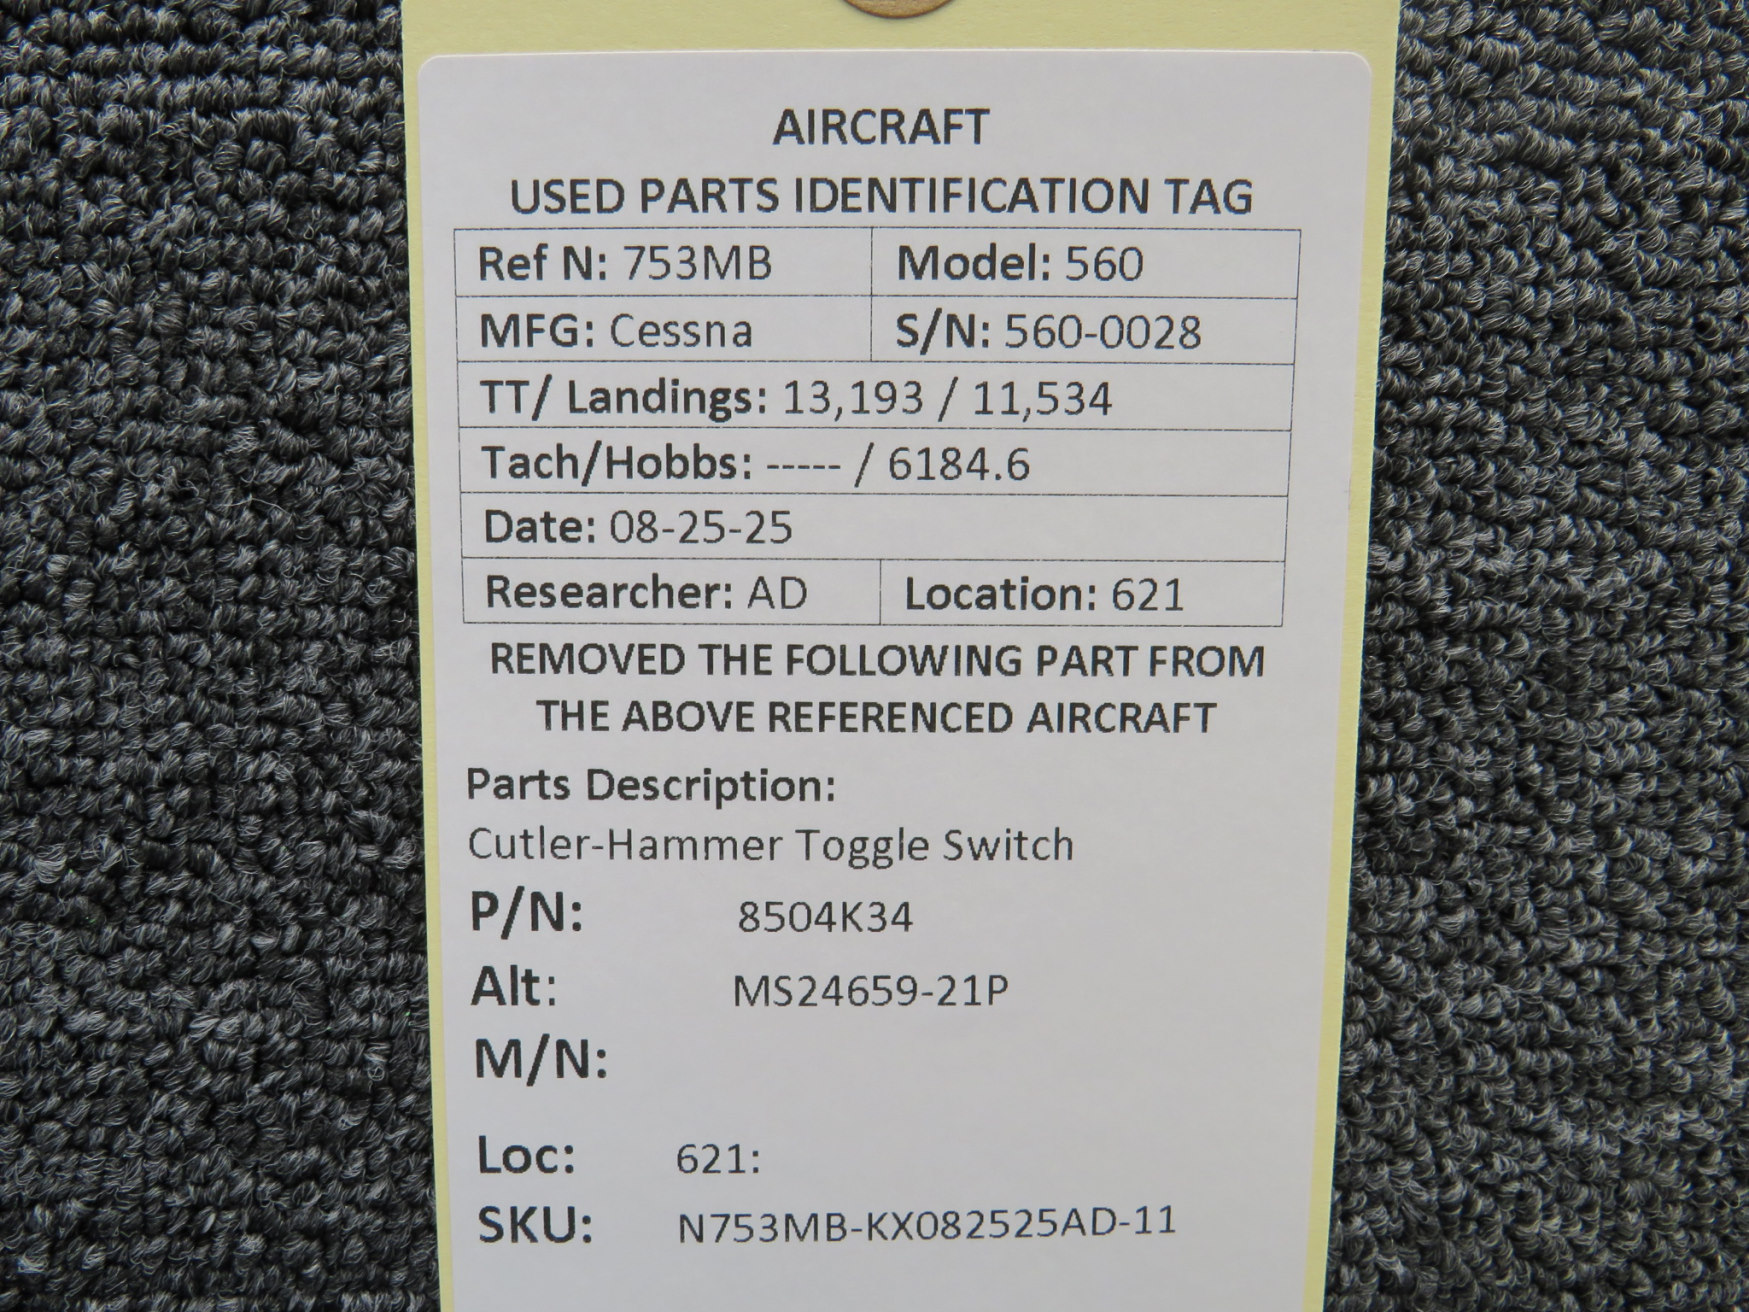 AIRCRAFT
USED PARTS IDENTIFICATION TAG
Ref N: 753MB Model: 560
MFG: Cessna S/N: 560-0028
TT/ Landings: 13,193 / 11,534
Tach/Hobbs: ----- / 6184.6
Date: 08-25-25
Researcher: AD Location: 621
REMOVED THE FOLLOWING PART FROM
THE ABOVE REFERENCED AIRCRAFT
Parts Description:
Cutler-Hammer Toggle Switch
P/N: 8504K34
Alt: MS24659-21P
M/N:
Loc: 621:
SKU: N753MB-KX082525AD-11